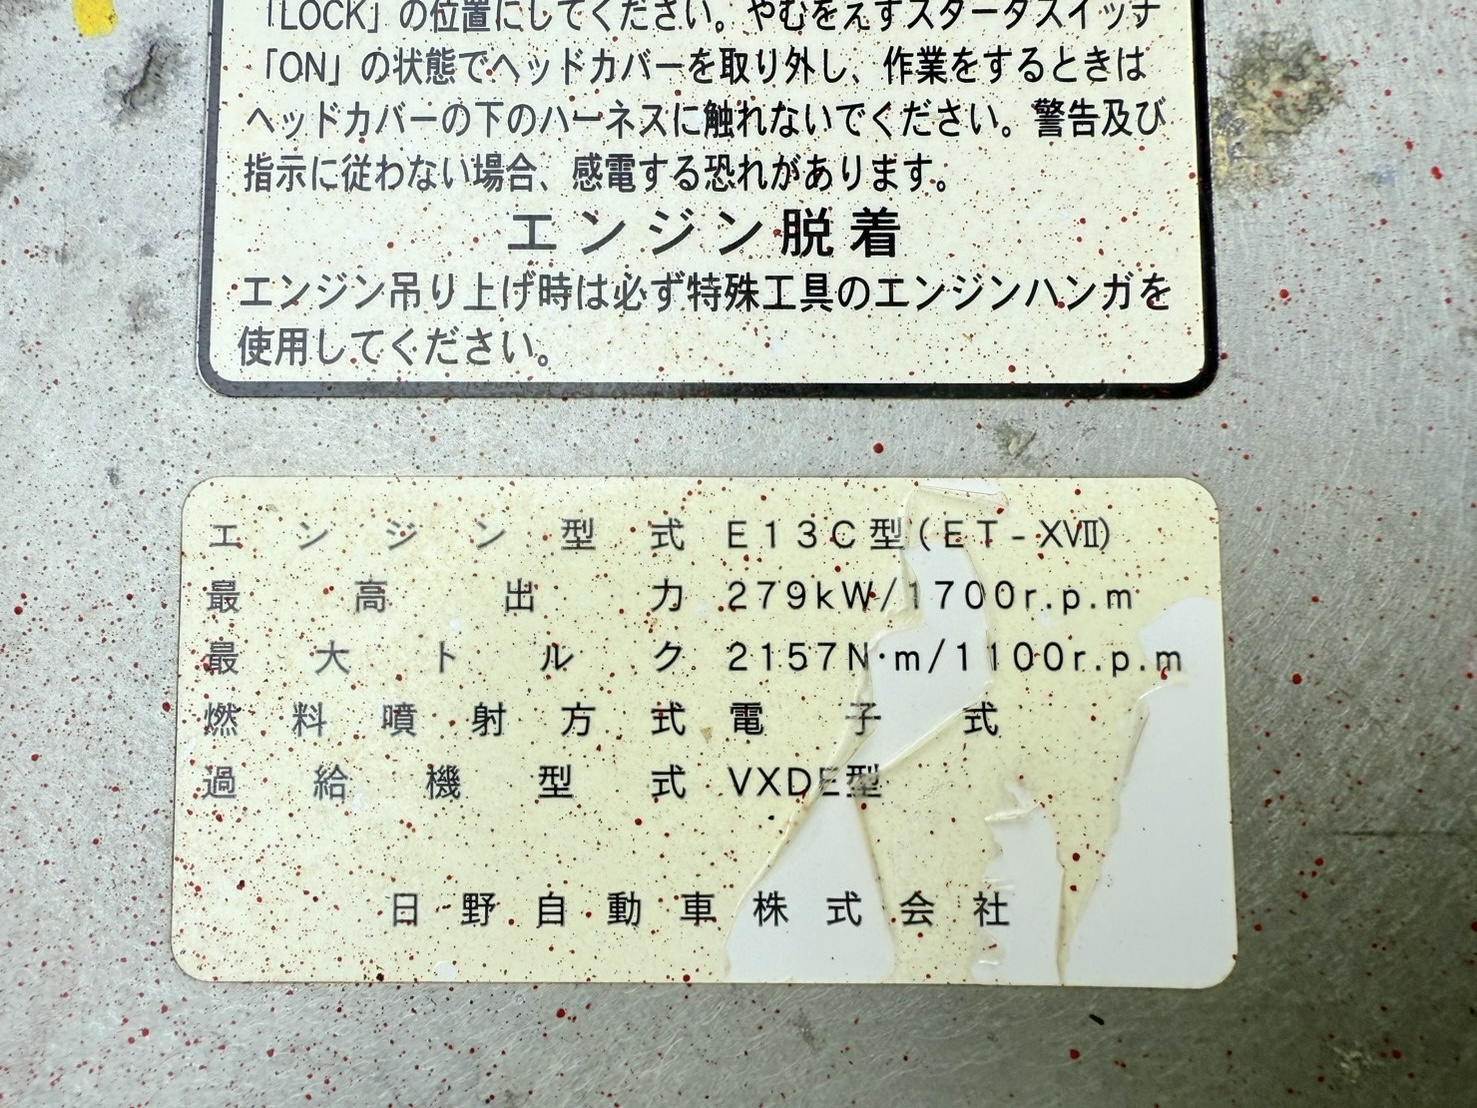 「LOCK」の位置にしてください。やむをえずスタータスイッチ
「ON」の状態でヘッドカバーを取り外し、作業をするときは
ヘッドカバーの下のハーネスに触れないでください。警告及び
指示に従わない場合、感電する恐れがあります。
エンジン脱着
エンジン吊り上げ時は必ず特殊工具のエンジンハンガを
使用してください。
エンジン型式 E13C型(ET-XVⅡ)
最高出力 279kW/1700r.p.m
最大トルク 2157N·m/1100r.p.m
燃料噴射方式 電子式
過給機型式 VXDE型
日野自動車株式会社